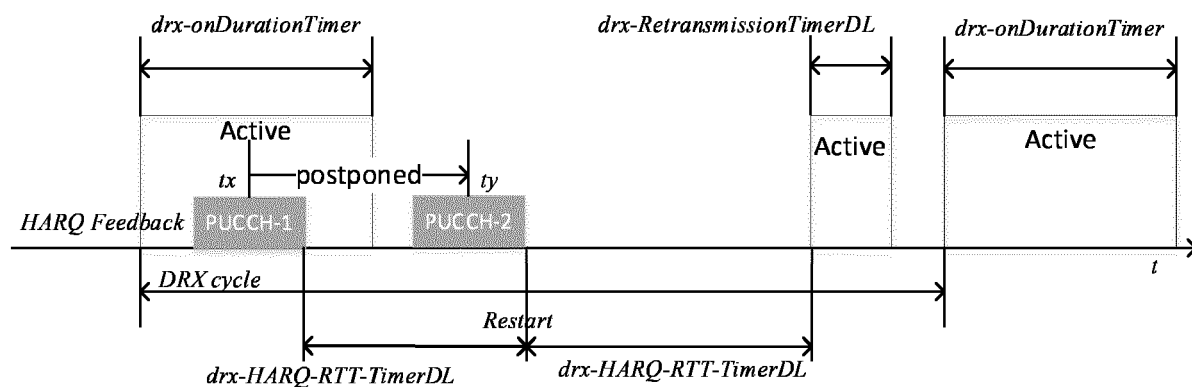 drx-onDurationTimer
drx-RetransmissionTimerDL
drx-onDurationTimer
Active
Active
Active
tx
postponed
ty
HARQ Feedback
PUCCH-1
PUCCH-2
t
DRX cycle
Restart
drx-HARQ-RTT-TimerDL
drx-HARQ-RTT-TimerDL